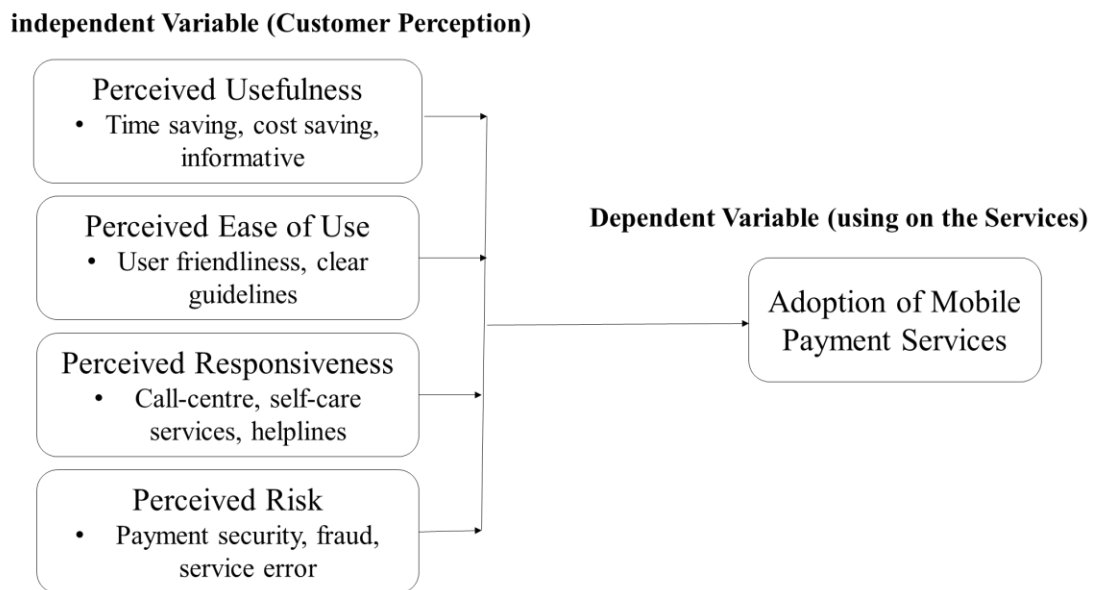 independent Variable (Customer Perception)
Perceived Usefulness
• Time saving, cost saving,
informative
Perceived Ease of Use
• User friendliness, clear
guidelines
Perceived Responsiveness
• Call-centre, self-care
services, helplines
Perceived Risk
• Payment security, fraud,
service error
Dependent Variable (using on the Services)
Adoption of Mobile
Payment Services